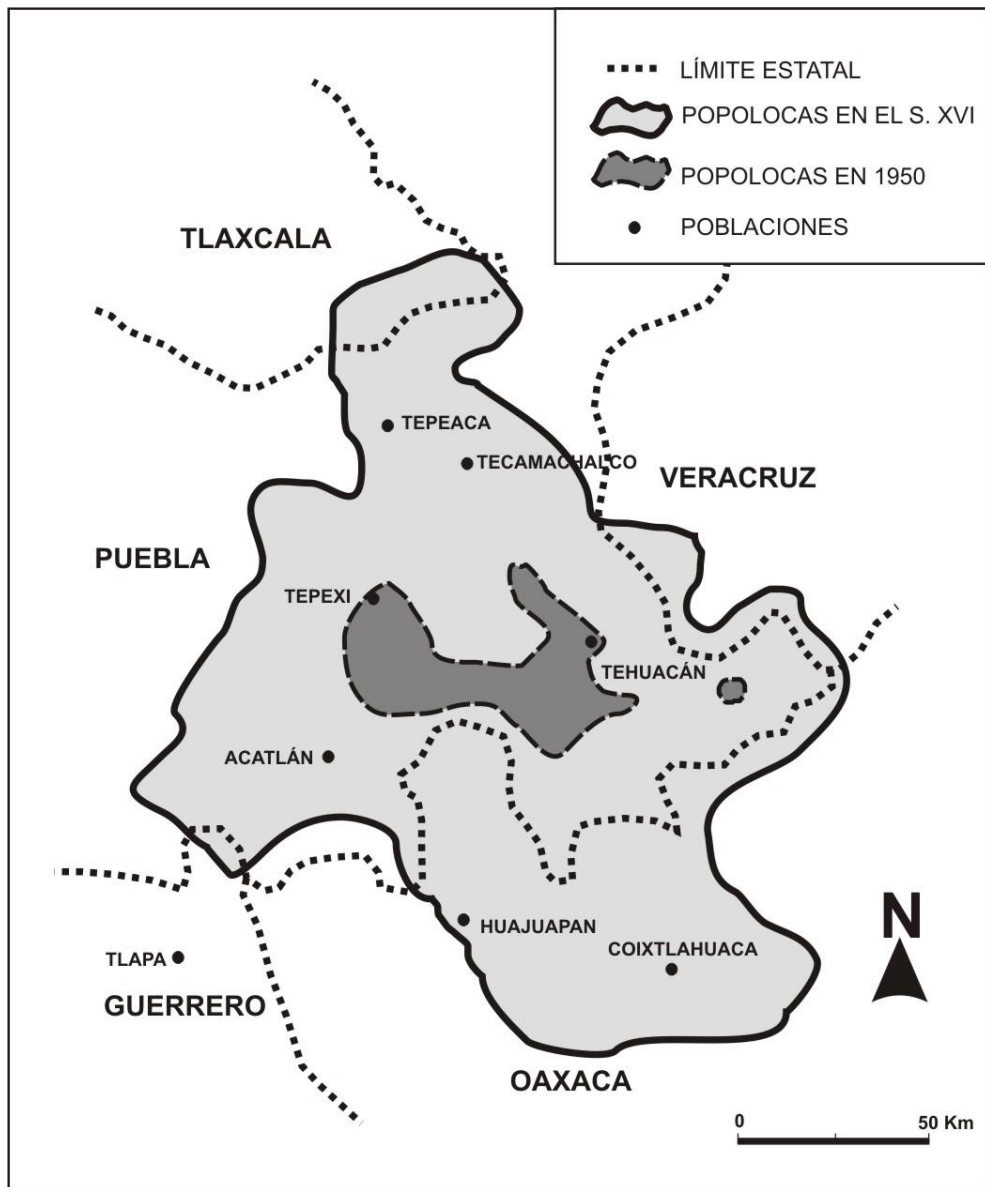 LÍMITE ESTATAL
POPOLOCAS EN EL S. XVI
POPOLOCAS EN 1950
POBLACIONES
TLAXCALA
TEPEACA
TECAMACHALCO
VERACRUZ
PUEBLA
TEPEXI
TEHUACÁN
ACATLÁN
HUAJUAPAN
COIXTLAHUACA
N
TLAPA
GUERRERO
OAXACA
0 50 Km